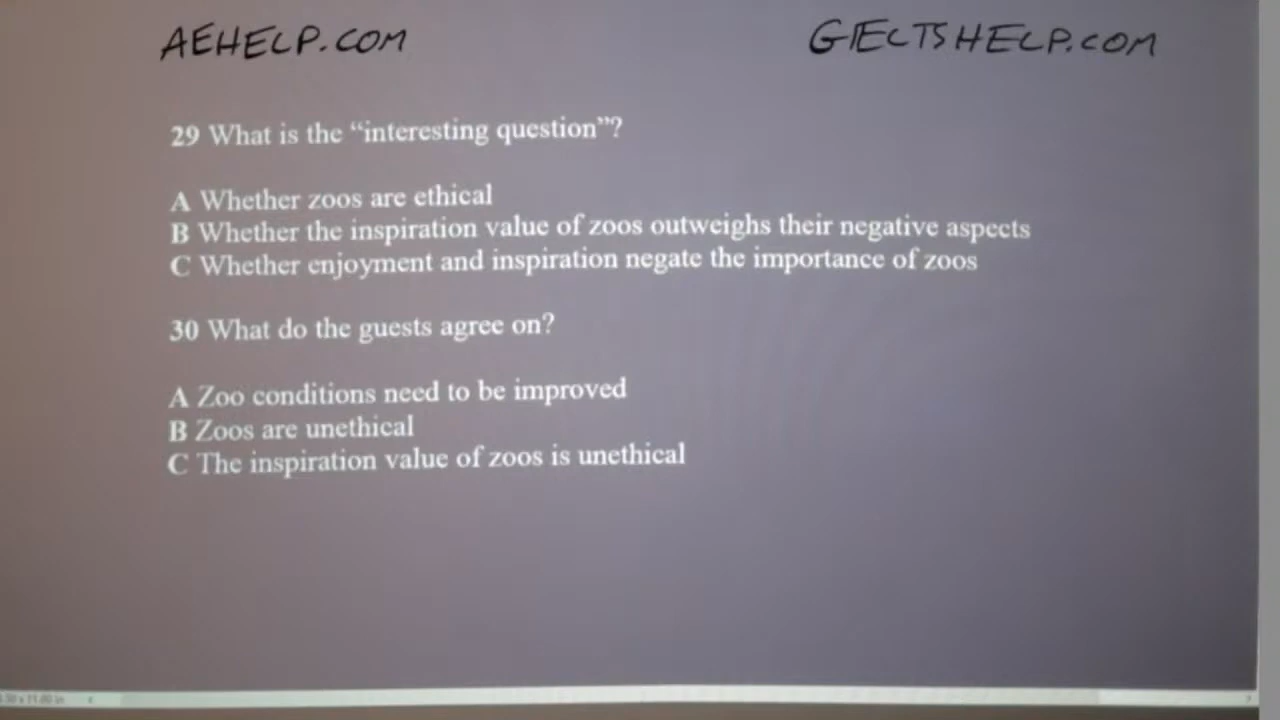 AEHELP.COM
GIELTSHELP.COM
29 What is the “interesting question”?
A Whether zoos are ethical
B Whether the inspiration value of zoos outweighs their negative aspects
C Whether enjoyment and inspiration negate the importance of zoos
30 What do the guests agree on?
A Zoo conditions need to be improved
B Zoos are unethical
C The inspiration value of zoos is unethical